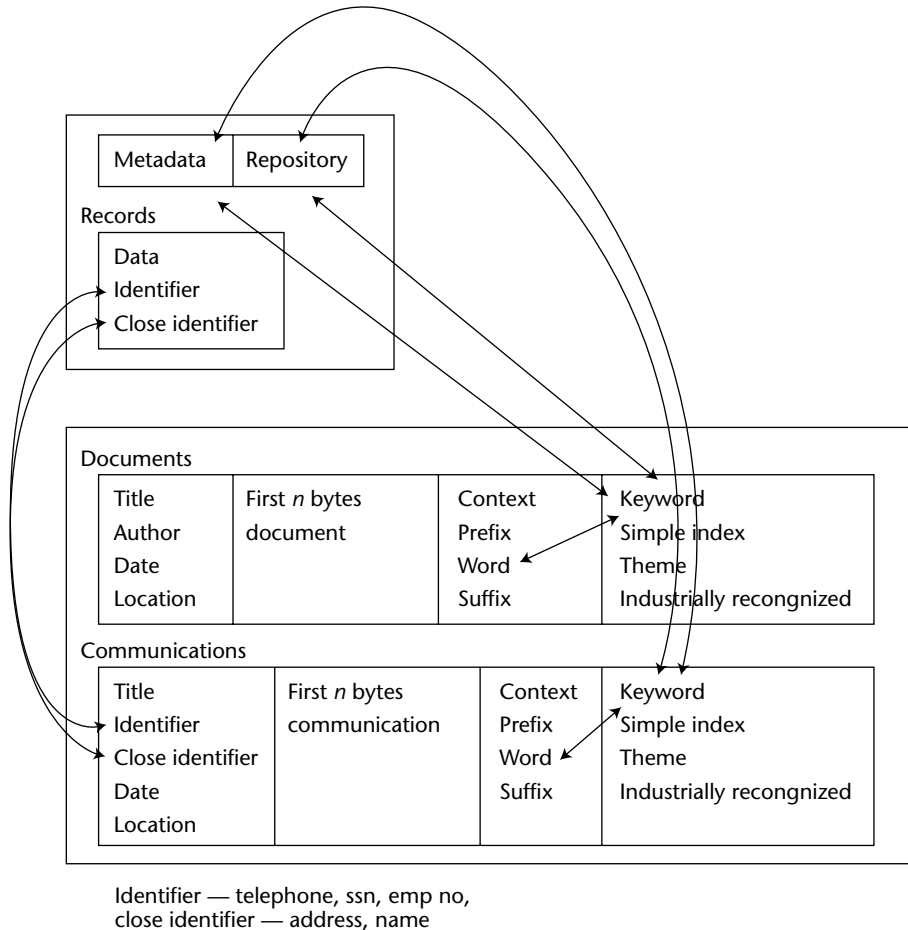 Metadata
Repository
Records
Data
Identifier
Close identifier
Documents
Title
Author
Date
Location
First n bytes
document
Context
Prefix
Word
Suffix
Keyword
Simple index
Theme
Industrially recongnized
Communications
Title
Identifier
Close identifier
Date
Location
First n bytes
communication
Context
Prefix
Word
Suffix
Keyword
Simple index
Theme
Industrially recongnized
Identifier — telephone, ssn, emp no,
close identifier — address, name